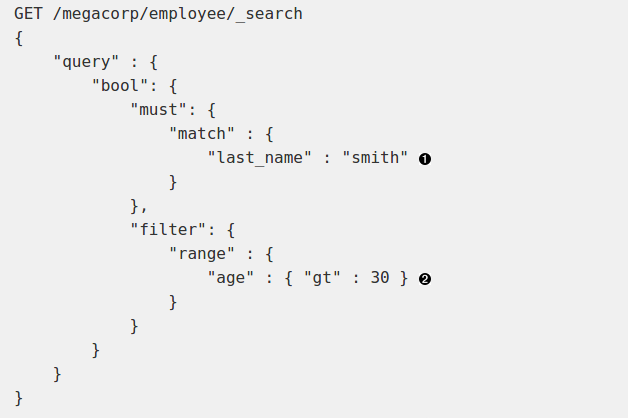 GET /megacorp/employee/_search
{
    "query" : {
        "bool": {
            "must": {
                "match" : {
                    "last_name" : "smith" ❶
                }
            },
            "filter": {
                "range" : {
                    "age" : { "gt" : 30 } ❷
                }
            }
        }
    }
}